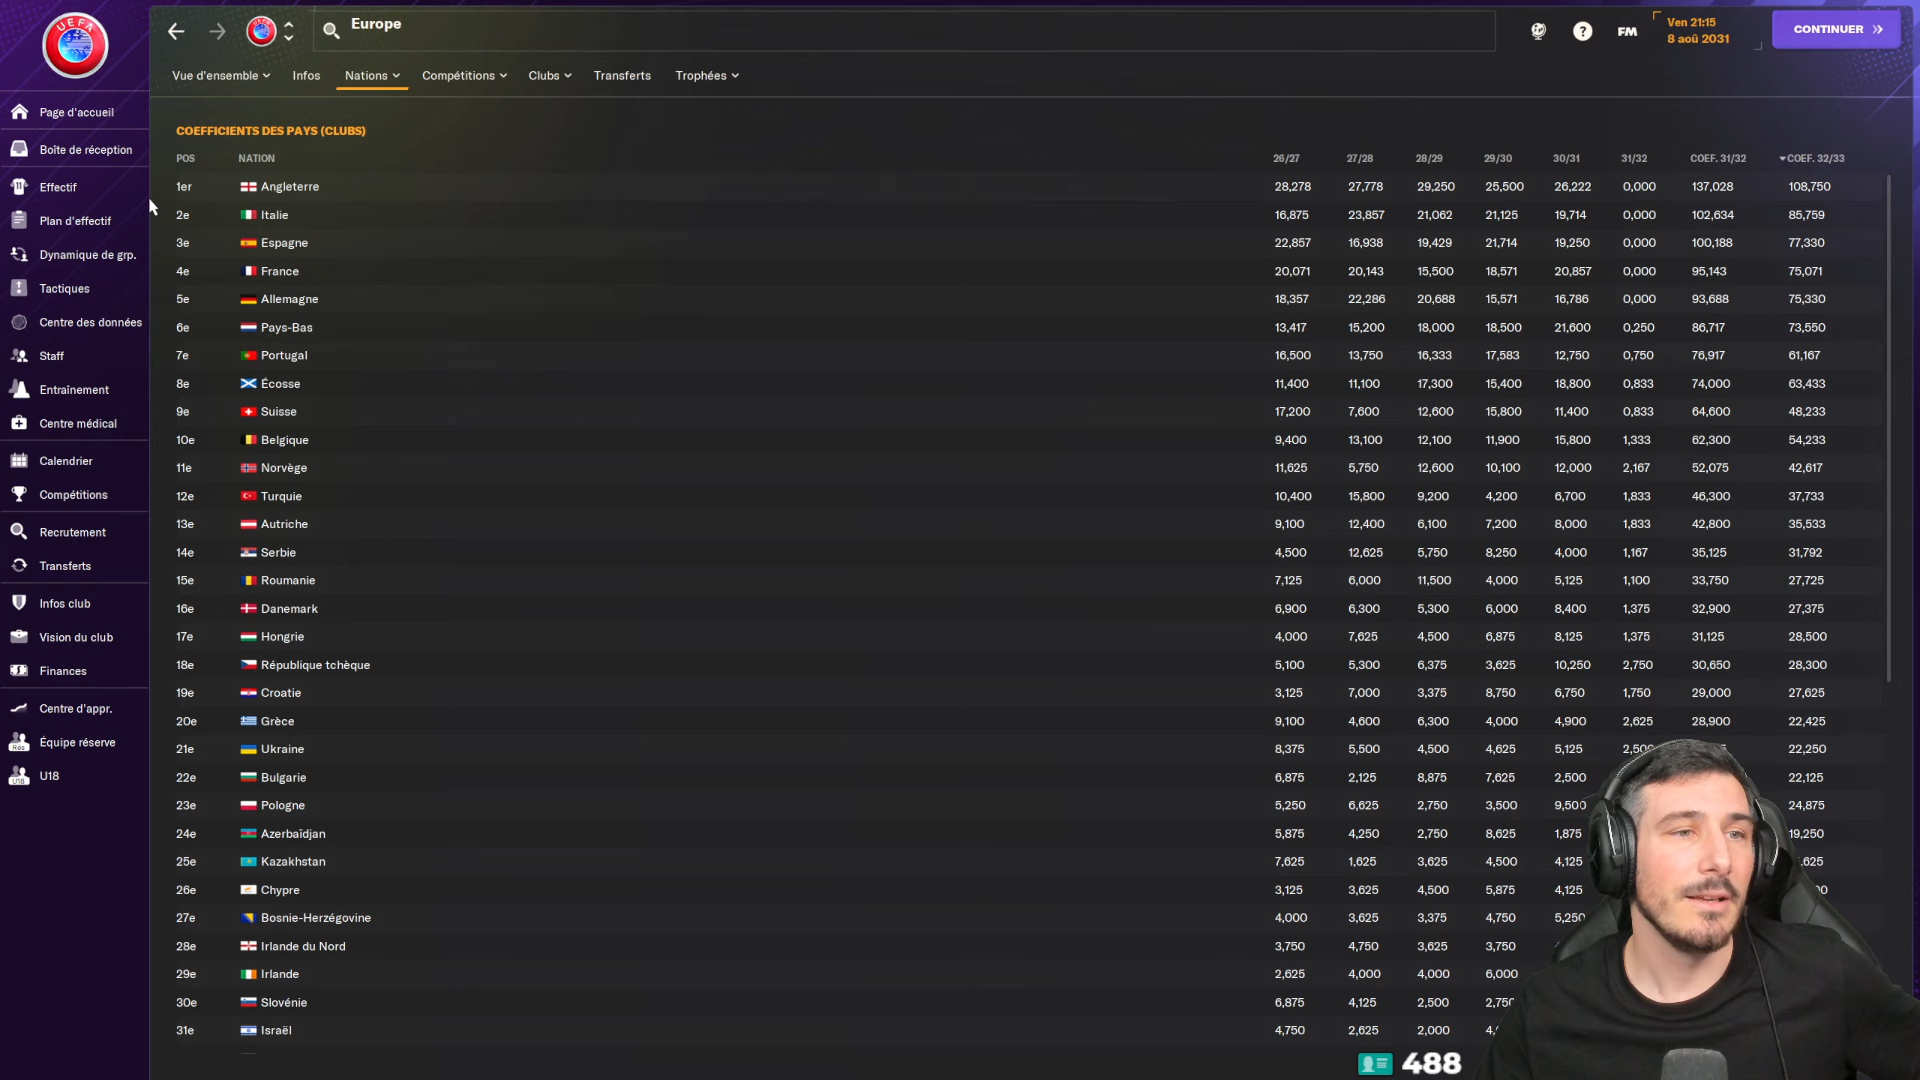 UEFA
Europe
FM
Ven 21:15
8 aoû 2031
CONTINUER
Vue d'ensemble Infos Nations Compétitions Clubs Transferts Trophées
Page d'accueil
Boîte de réception
Effectif
Plan d'effectif
Dynamique de grp.
Tactiques
Centre des données
Staff
Entraînement
Centre médical
Calendrier
Compétitions
Recrutement
Transferts
Infos club
Vision du club
Finances
Centre d'appr.
Équipe réserve
U18
COEFFICIENTS DES PAYS (CLUBS)
POS NATION 26/27 27/28 28/29 29/30 30/31 31/32 COEF. 31/32 COEF. 32/33
1er Angleterre 28,278 27,778 29,250 25,500 26,222 0,000 137,028 108,750
2e Italie 16,875 23,857 21,062 21,125 19,714 0,000 102,634 85,759
3e Espagne 22,857 16,938 19,429 21,714 19,250 0,000 100,188 77,330
4e France 20,071 20,143 15,500 18,571 20,857 0,000 95,143 75,071
5e Allemagne 18,357 22,286 20,688 15,571 16,786 0,000 93,688 75,330
6e Pays-Bas 13,417 15,200 18,000 18,500 21,600 0,250 86,717 73,550
7e Portugal 16,500 13,750 16,333 17,583 12,750 0,750 76,917 61,167
8e Écosse 11,400 11,100 17,300 15,400 18,800 0,833 74,000 63,433
9e Suisse 17,200 7,600 12,600 15,800 11,400 0,833 64,600 48,233
10e Belgique 9,400 13,100 12,100 11,900 15,800 1,333 62,300 54,233
11e Norvège 11,625 5,750 12,600 10,100 12,000 2,167 52,075 42,617
12e Turquie 10,400 15,800 9,200 4,200 6,700 1,833 46,300 37,733
13e Autriche 9,100 12,400 6,100 7,200 8,000 1,833 42,800 35,533
14e Serbie 4,500 12,625 5,750 8,250 4,000 1,167 35,125 31,792
15e Roumanie 7,125 6,000 11,500 4,000 5,125 1,100 33,750 27,725
16e Danemark 6,900 6,300 5,300 6,000 8,400 1,375 32,900 27,375
17e Hongrie 4,000 7,625 4,500 6,875 8,125 1,375 31,125 28,500
18e République tchèque 5,100 5,300 6,375 3,625 10,250 2,750 30,650 28,300
19e Croatie 3,125 7,000 3,375 8,750 6,750 1,750 29,000 27,625
20e Grèce 9,100 4,600 6,300 4,000 4,900 2,625 28,900 22,425
21e Ukraine 8,375 5,500 4,500 4,625 5,125 2,500 22,250
22e Bulgarie 6,875 2,125 8,875 7,625 2,500 22,125
23e Pologne 5,250 6,625 2,750 3,500 9,500 24,875
24e Azerbaïdjan 5,875 4,250 2,750 8,625 1,875 19,250
25e Kazakhstan 7,625 1,625 3,625 4,500 4,125 .625
26e Chypre 3,125 3,625 4,500 5,875 4,125
27e Bosnie-Herzégovine 4,000 3,625 3,375 4,750 5,250
28e Irlande du Nord 3,750 4,750 3,625 3,750
29e Irlande 2,625 4,000 4,000 6,000
30e Slovénie 6,875 4,125 2,500 2,750
31e Israël 4,750 2,625 2,000
488